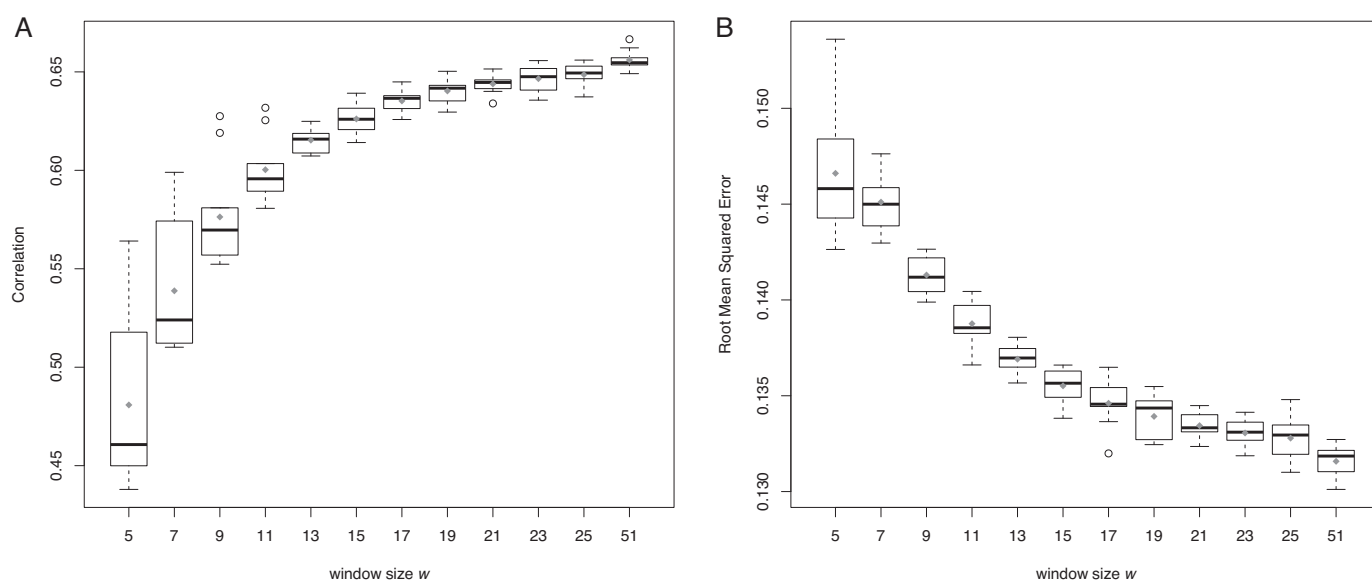 A
Correlation
0.45 0.50 0.55 0.60 0.65
5 7 9 11 13 15 17 19 21 23 25 51
window size w
B
Root Mean Squared Error
0.130 0.135 0.140 0.145 0.150
5 7 9 11 13 15 17 19 21 23 25 51
window size w